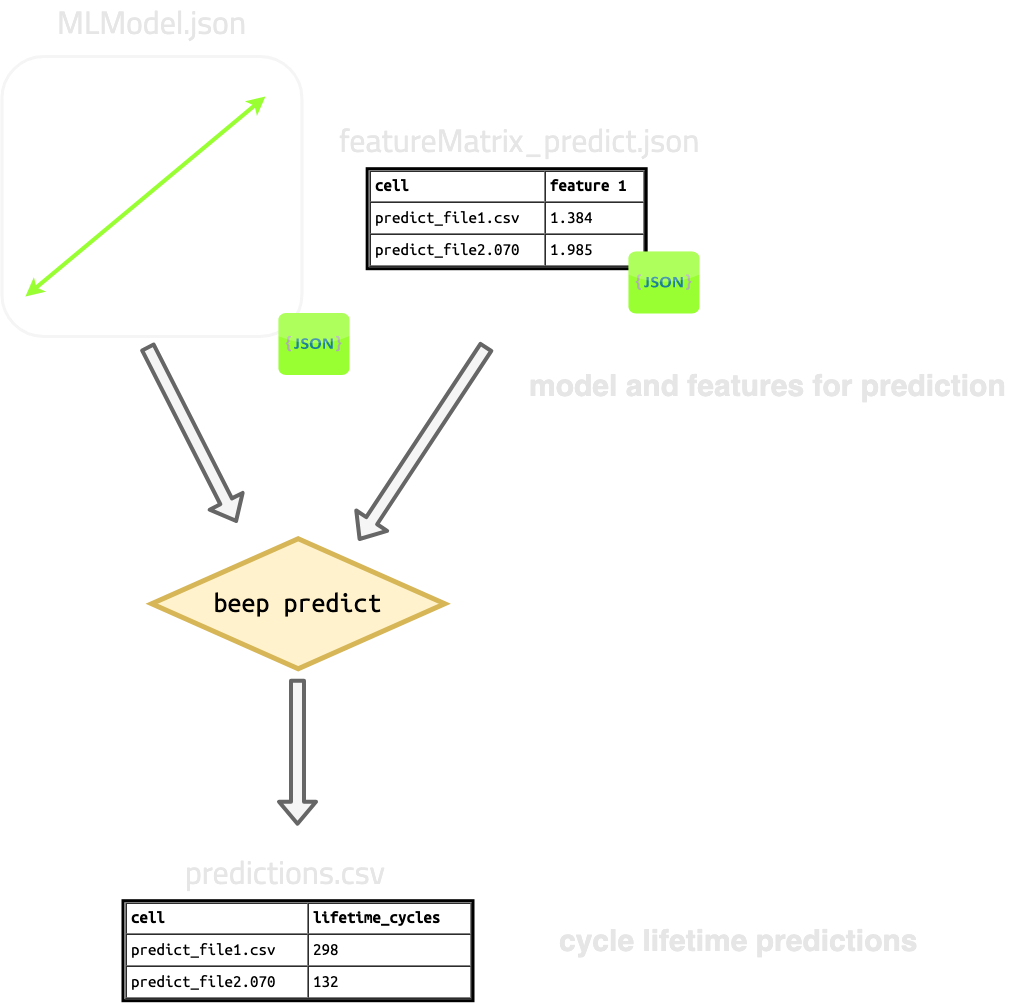 MLModel.json
featureMatrix_predict.json
cell feature 1
predict_file1.csv 1.384
predict_file2.070 1.985
{JSON}
{JSON}
model and features for prediction
beep predict
predictions.csv
cell lifetime_cycles
predict_file1.csv 298
predict_file2.070 132
cycle lifetime predictions